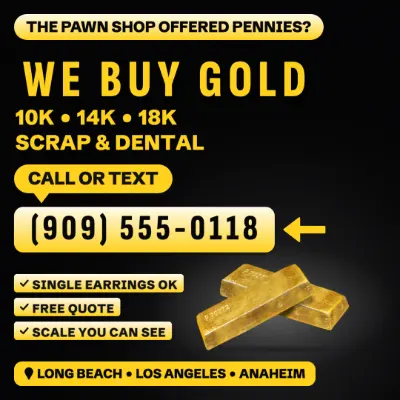 THE PAWN SHOP OFFERED PENNIES?
WE BUY GOLD
10K • 14K • 18K
SCRAP & DENTAL
CALL OR TEXT
(909) 555-0118
✓ SINGLE EARRINGS OK
✓ FREE QUOTE
✓ SCALE YOU CAN SEE
LONG BEACH • LOS ANGELES • ANAHEIM